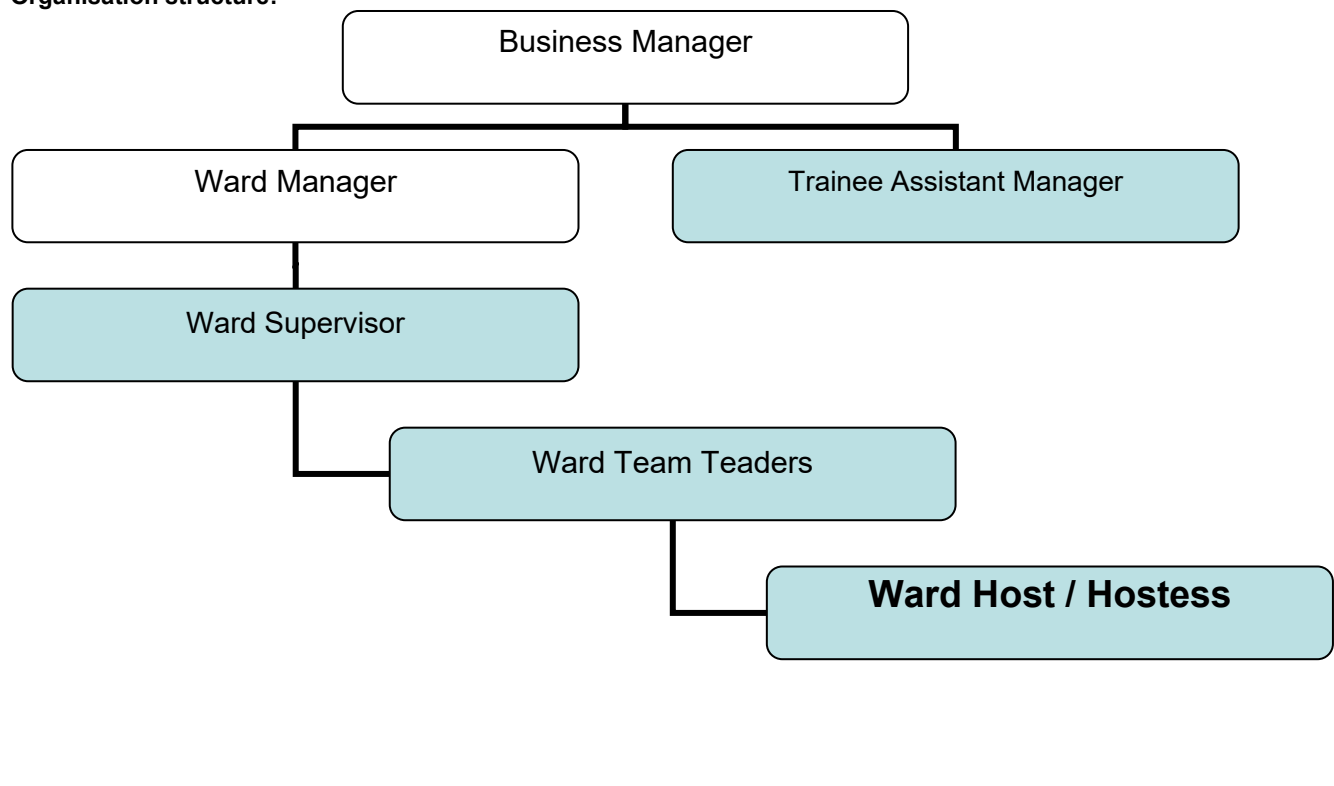 Organisation structure:
Business Manager
Ward Manager
Trainee Assistant Manager
Ward Supervisor
Ward Team Teaders
Ward Host / Hostess